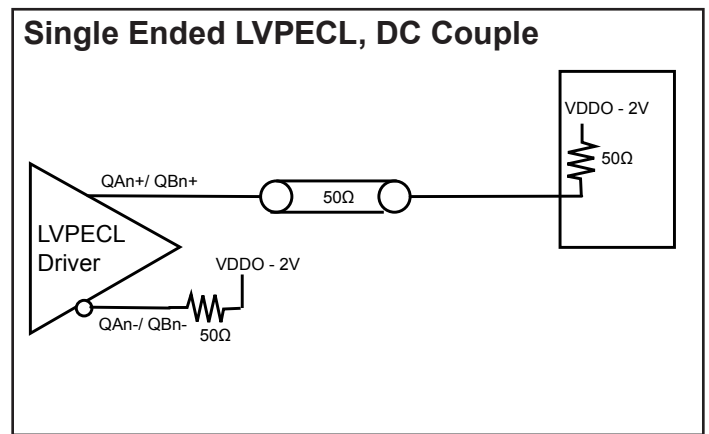 Single Ended LVPECL, DC Couple
VDDO - 2V
50Ω
QAn+/ QBn+
50Ω
LVPECL
Driver
VDDO - 2V
QAn-/ QBn-
50Ω